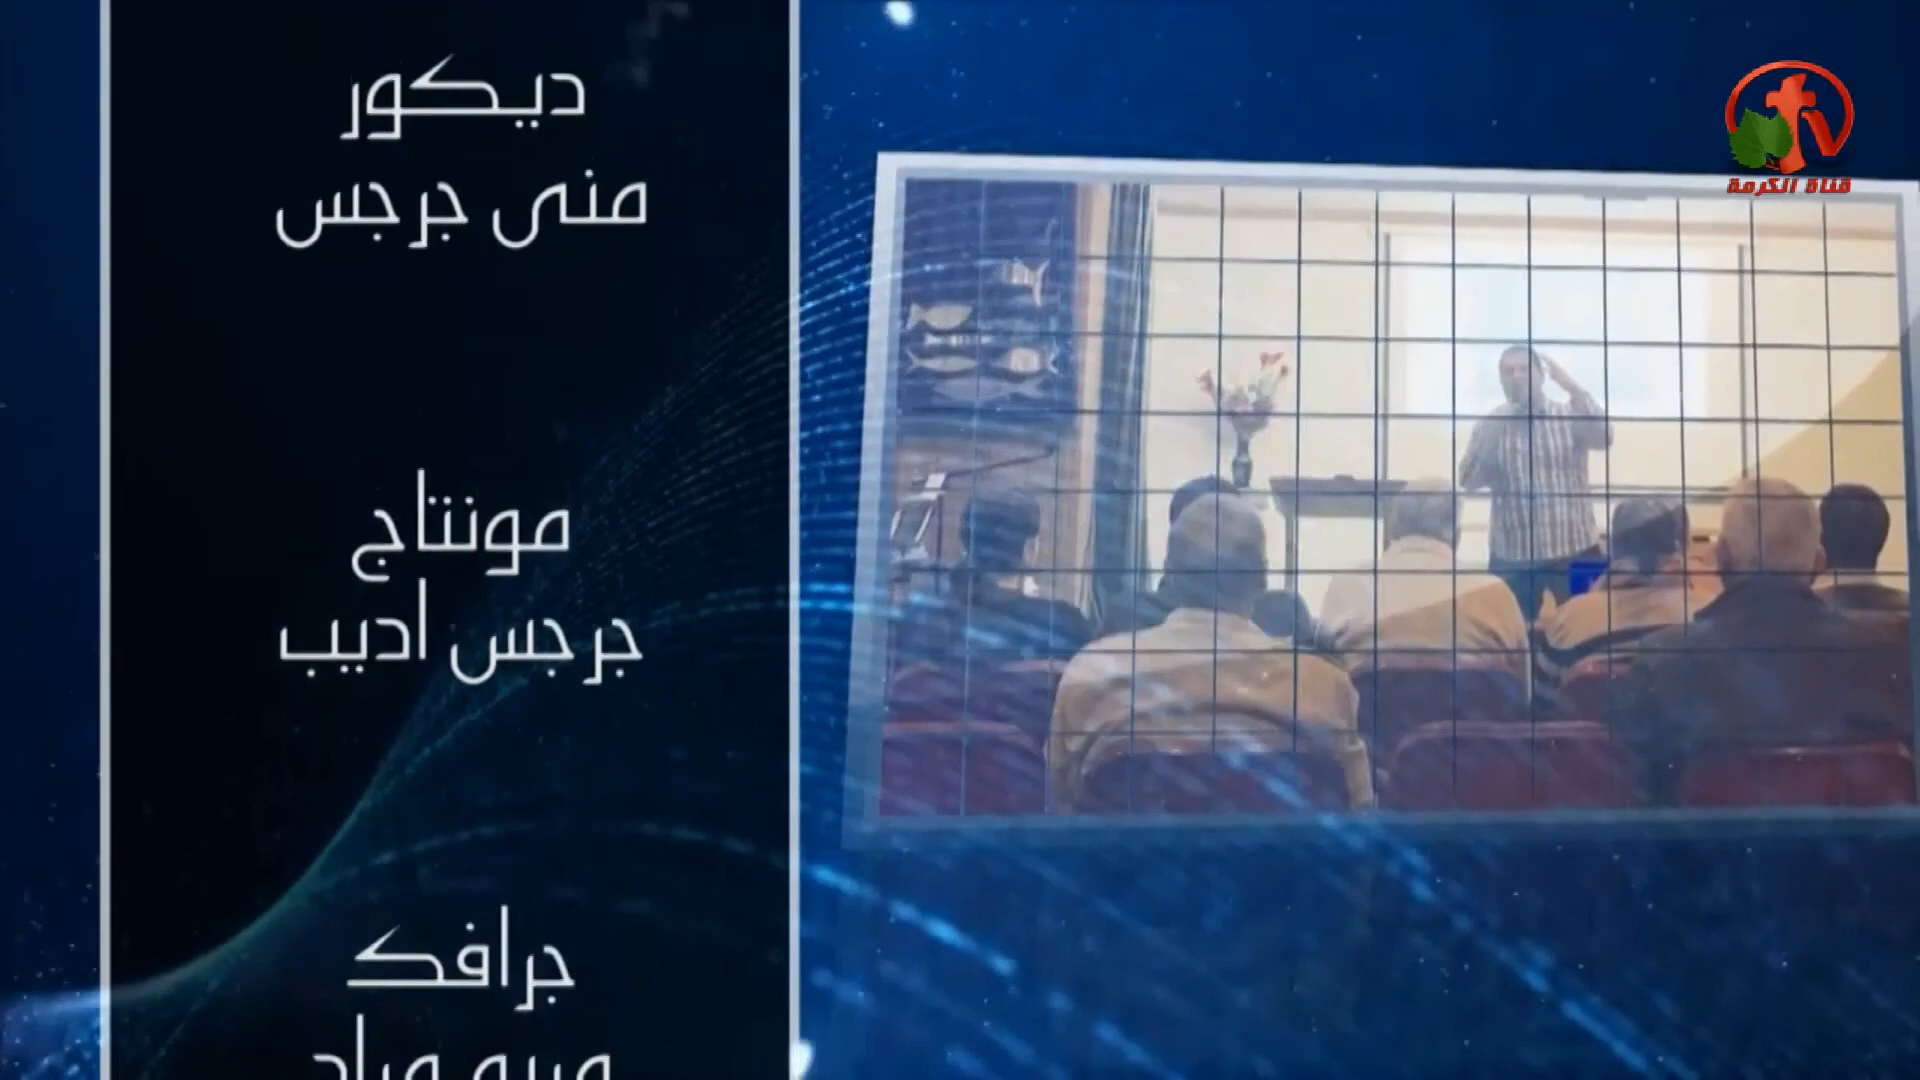 ديكور
منى جرجس
مونتاج
جرجس اديب
جرافك
قناة الكرمة